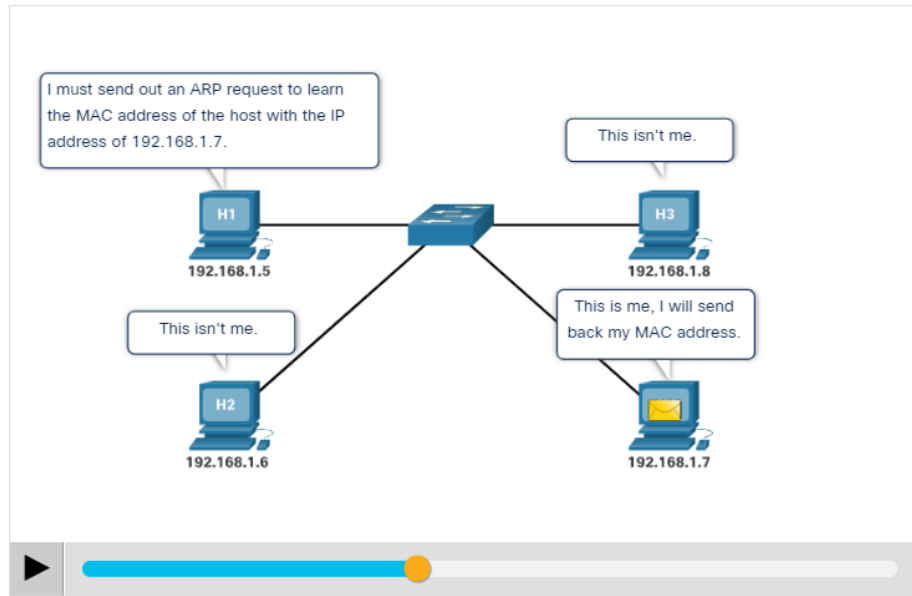 I must send out an ARP request to learn
the MAC address of the host with the IP
address of 192.168.1.7.
This isn't me.
H1
H3
192.168.1.5
192.168.1.8
This isn't me.
This is me, I will send
back my MAC address.
H2
192.168.1.6
192.168.1.7